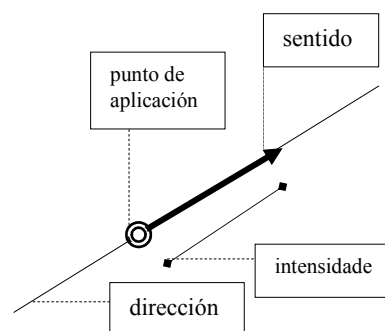 sentido
punto de
aplicación
intensidade
dirección